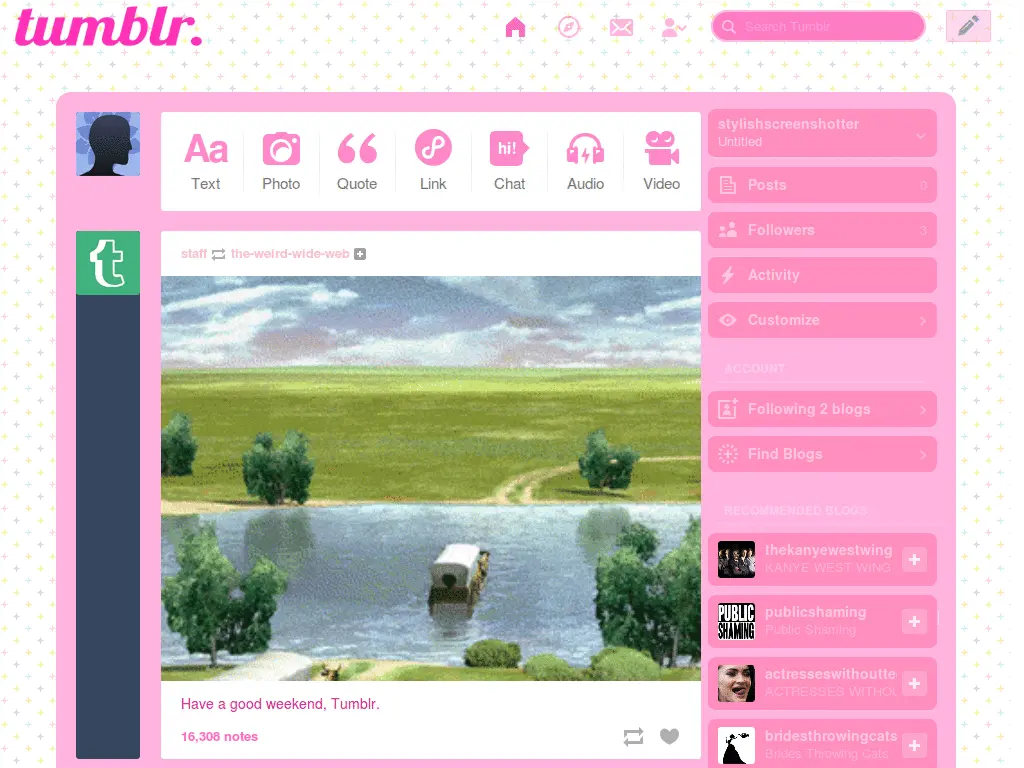 tumblr.
Search Tumblr
Aa
hi!
Text
Photo
Quote
Link
Chat
Audio
Video
staff the-weird-wide-web
Have a good weekend, Tumblr.
16,308 notes
stylishscreenshotter
Untitled
Posts 0
Followers 3
Activity
Customize
ACCOUNT
Following 2 blogs
Find Blogs
RECOMMENDED BLOGS
thekanyewestwing
KANYE WEST WING
PUBLIC
SHAMING
publicshaming
Public Shaming
actresseswithoutte
ACTRESSES WITHOU
bridesthrowingcats
Brides Throwing Cats